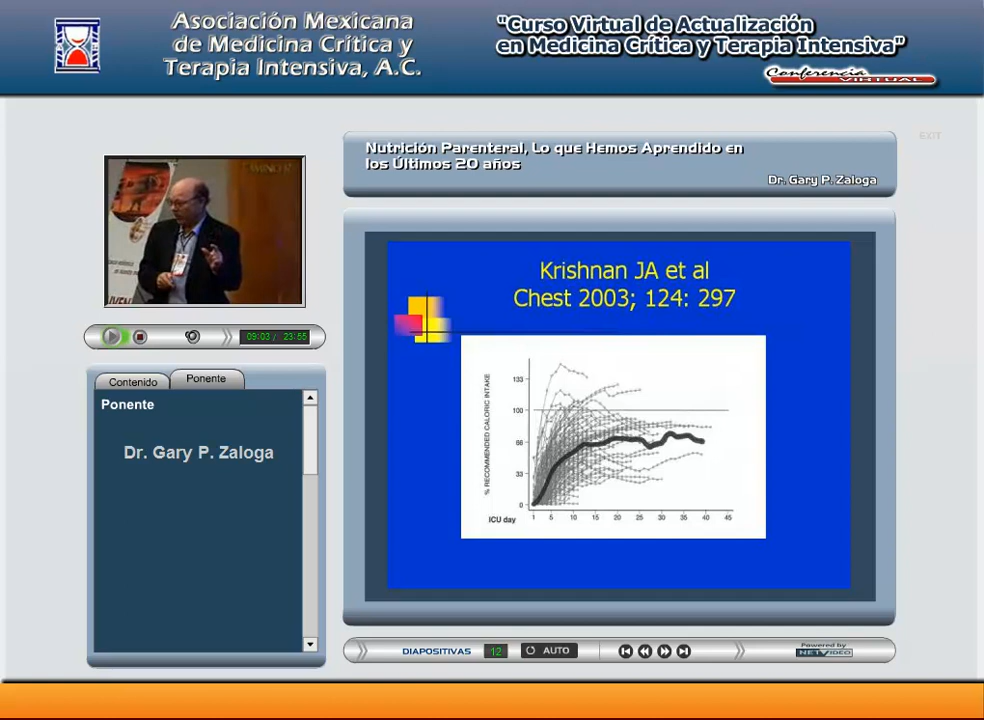 Asociación Mexicana
de Medicina Crítica y
Terapia Intensiva, A.C.
"Curso Virtual de Actualización
en Medicina Crítica y Terapia Intensiva"
Conferencia
VIRTUAL
EXIT
Nutrición Parenteral, Lo que Hemos Aprendido en
los Últimos 20 años
Dr. Gary P. Zaloga
Krishnan JA et al
Chest 2003; 124: 297
% RECOMMENDED CALORIC INTAKE
133
100
66
33
0
1 5 10 15 20 25 30 35 40 45
ICU day
09:03 / 23:55
Contenido
Ponente
Ponente
Dr. Gary P. Zaloga
DIAPOSITIVAS
12
AUTO
Powered by
NETVIDEO